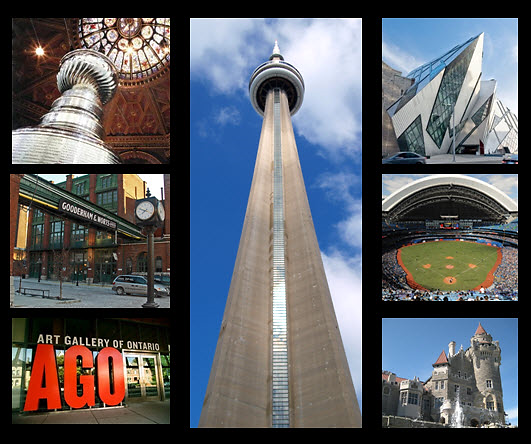 GOODERHAM & WORTS
ART GALLERY OF ONTARIO
AGO